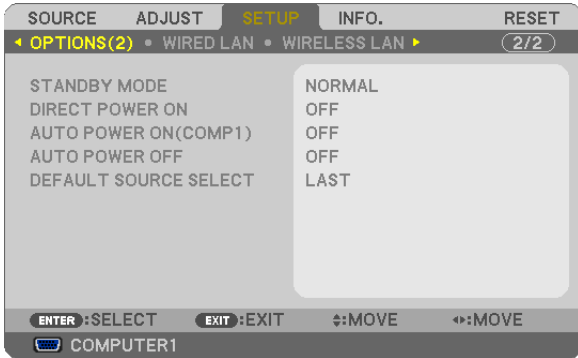 SOURCE ADJUST SETUP INFO. RESET
OPTIONS(2) • WIRED LAN • WIRELESS LAN 2/2
STANDBY MODE NORMAL
DIRECT POWER ON OFF
AUTO POWER ON(COMP1) OFF
AUTO POWER OFF OFF
DEFAULT SOURCE SELECT LAST
ENTER :SELECT EXIT :EXIT :MOVE :MOVE
COMPUTER1